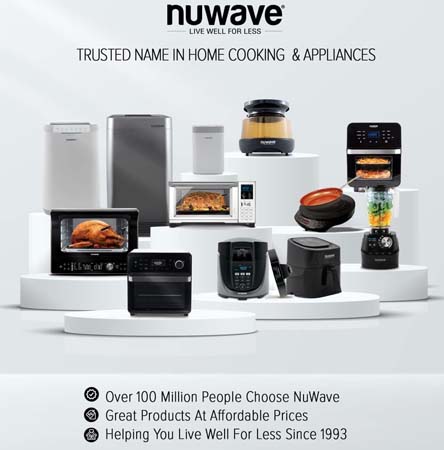 nuwave®
LIVE WELL FOR LESS
TRUSTED NAME IN HOME COOKING & APPLIANCES
Over 100 Million People Choose NuWave
Great Products At Affordable Prices
Helping You Live Well For Less Since 1993